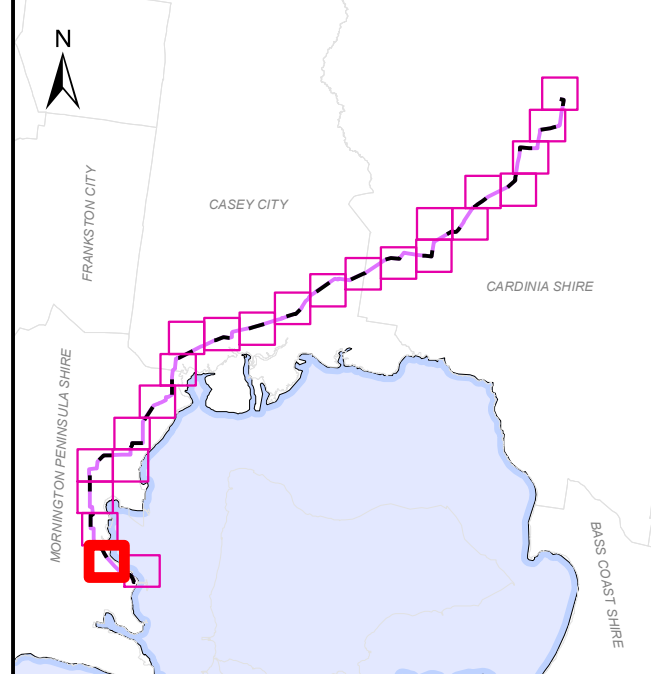 N
FRANKSTON CITY
CASEY CITY
CARDINIA SHIRE
MORNINGTON PENINSULA SHIRE
BASS COAST SHIRE